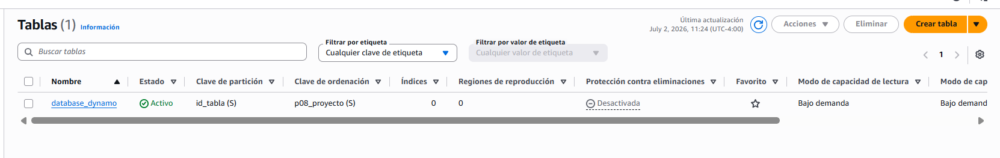 Tablas (1) Información
Última actualización
July 2, 2026, 11:24 (UTC-4:00)
Acciones
Eliminar
Crear tabla
Buscar tablas
Filtrar por etiqueta
Cualquier clave de etiqueta
Filtrar por valor de etiqueta
Cualquier valor de etiqueta
1
Nombre Estado Clave de partición Clave de ordenación Índices Regiones de reproducción Protección contra eliminaciones Favorito Modo de capacidad de lectura Modo de cap
database_dynamo Activo id_tabla (S) p08_proyecto (S) 0 0 Desactivada Bajo demanda Bajo demand